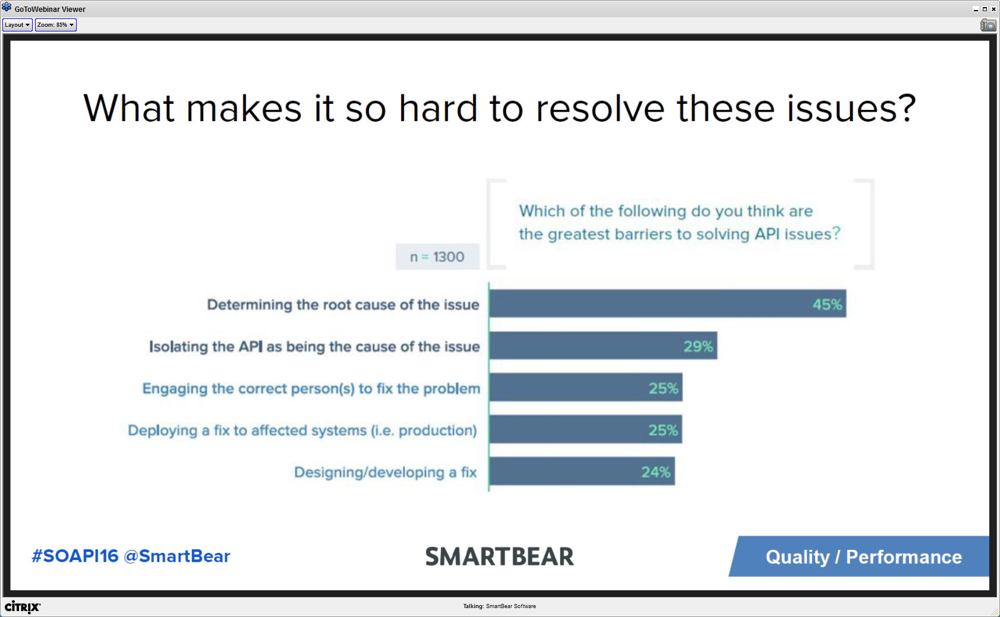 GoToWebinar Viewer
Layout
Zoom: 85%
What makes it so hard to resolve these issues?
Which of the following do you think are
the greatest barriers to solving API issues?
n = 1300
Determining the root cause of the issue 45%
Isolating the API as being the cause of the issue 29%
Engaging the correct person(s) to fix the problem 25%
Deploying a fix to affected systems (i.e. production) 25%
Designing/developing a fix 24%
#SOAPI16 @SmartBear
SMARTBEAR
Quality / Performance
CITRIX
Talking: SmartBear Software